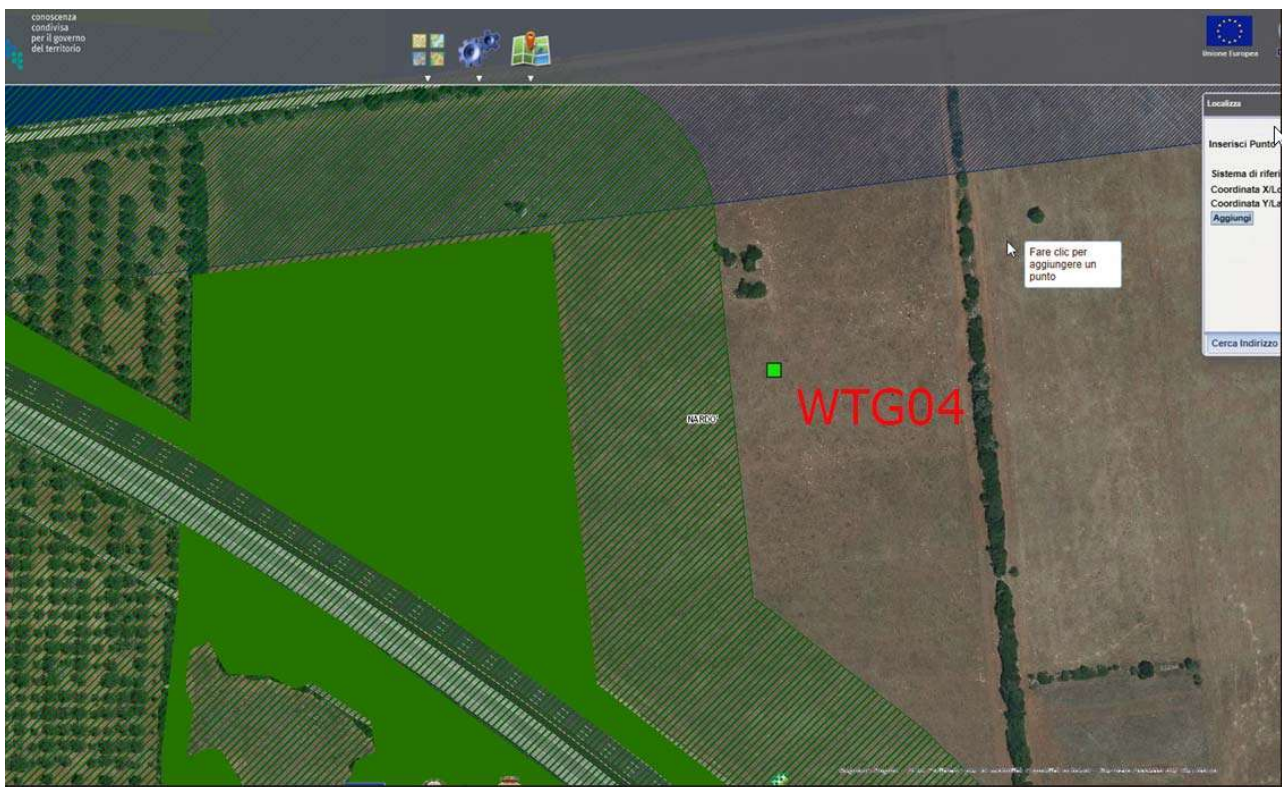 conoscenza
condivisa
per il governo
del territorio
Unione Europea
Localizza
Inserisci Punto
Sistema di riferi
Coordinata X/Lo
Coordinata Y/La
Aggiungi
Fare clic per
aggiungere un
punto
Cerca Indirizzo
WTG04
NARDO'